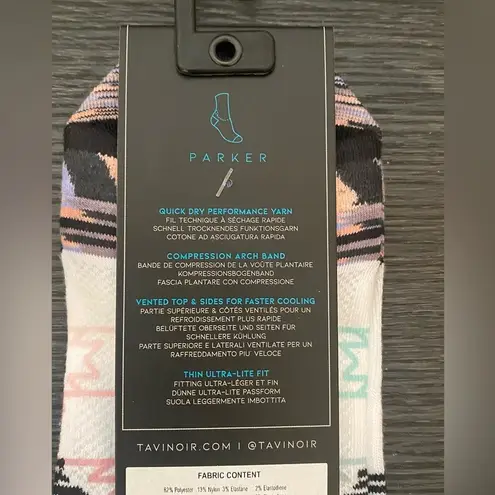 PARKER
QUICK DRY PERFORMANCE YARN
FIL TECHNIQUE À SÉCHAGE RAPIDE
SCHNELL TROCKNENDES FUNKTIONSGARN
COTONE AD ASCIUGATURA RAPIDA
COMPRESSION ARCH BAND
BANDE DE COMPRESSION DE LA VOÛTE PLANTAIRE
KOMPRESSIONSBOGENBAND
FASCIA PLANTARE CON COMPRESSIONE
VENTED TOP & SIDES FOR FASTER COOLING
PARTIE SUPÉRIEURE & CÔTÉS VENTILÉS POUR UN
REFROIDISSEMENT PLUS RAPIDE
BELÜFTETE OBERSEITE UND SEITEN FÜR
SCHNELLERE KÜHLUNG
PARTE SUPERIORE E LATERALI VENTILATE PER UN
RAFFREDDAMENTO PIU' VELOCE
THIN ULTRA-LITE FIT
FITTING ULTRA-LÉGER ET FIN
DÜNNE ULTRA-LITE PASSFORM
SUOLA LEGGERMENTE IMBOTTITA
TAVINOIR.COM | @TAVINOIR
FABRIC CONTENT
Polyester Nylon 3% Elastane